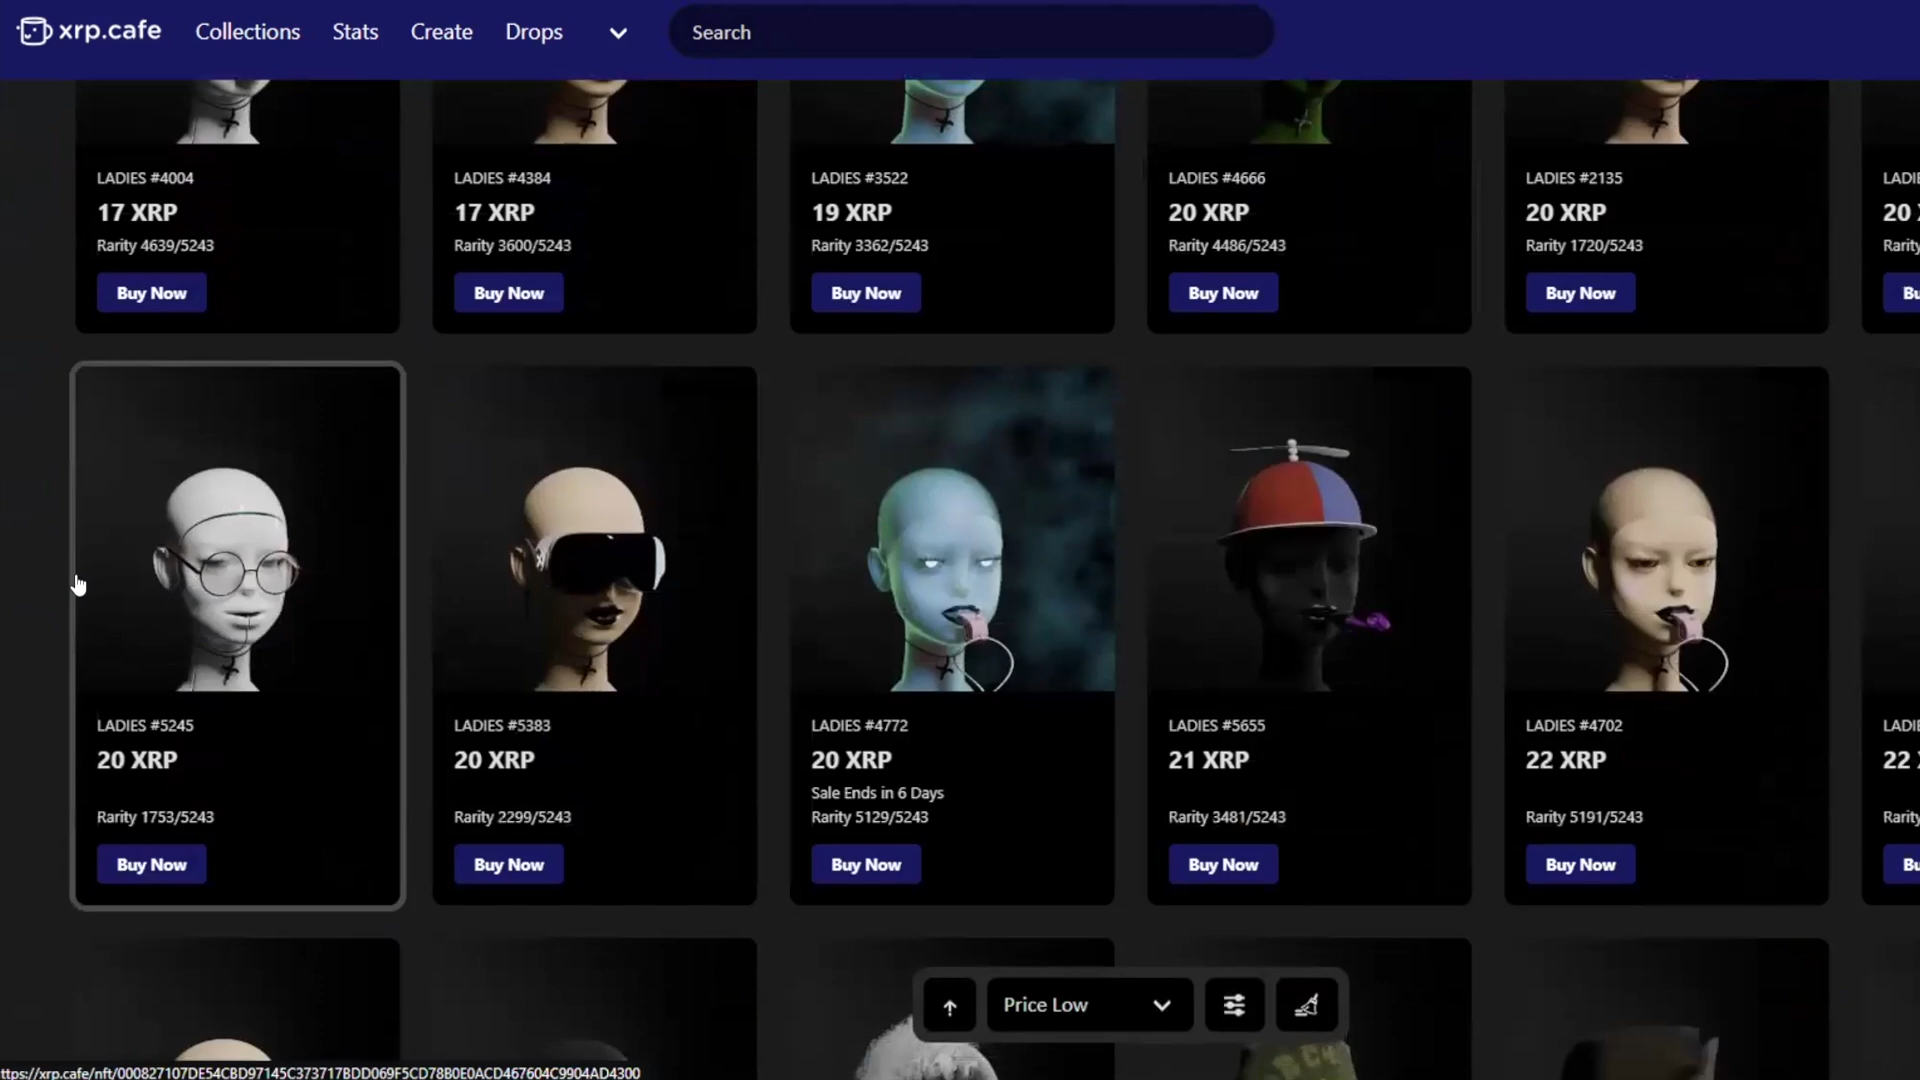 xrp.cafe Collections Stats Create Drops Search
LADIES #4004 LADIES #4384 LADIES #3522 LADIES #4666 LADIES #2135
17 XRP 17 XRP 19 XRP 20 XRP 20 XRP 20
Rarity 4639/5243 Rarity 3600/5243 Rarity 3362/5243 Rarity 4486/5243 Rarity 1720/5243
Buy Now Buy Now Buy Now Buy Now Buy Now
LADIES #5245 LADIES #5383 LADIES #4772 LADIES #5655 LADIES #4702
20 XRP 20 XRP 20 XRP 21 XRP 22 XRP 22
Sale Ends in 6 Days
Rarity 1753/5243 Rarity 2299/5243 Rarity 5129/5243 Rarity 3481/5243 Rarity 5191/5243
Buy Now Buy Now Buy Now Buy Now Buy Now
Price Low
ttps://xrp.cafe/nft/000827107DE54CBD97145C373717BDD069F5CD78B0E0ACD467604C9904AD4300